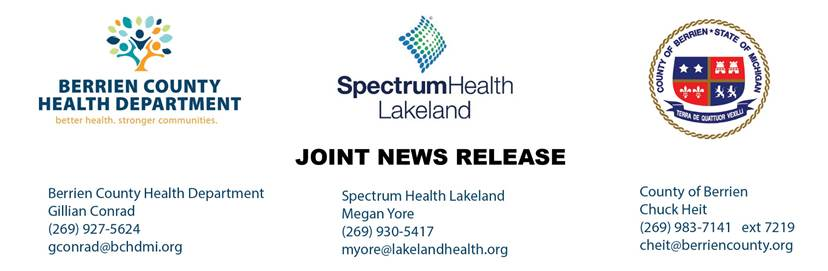 BERRIEN COUNTY
HEALTH DEPARTMENT
better health. stronger communities.
SpectrumHealth
Lakeland
COUNTY OF BERRIEN ★ STATE OF MICHIGAN
TERRA DE QUATTUOR VEXILLI
JOINT NEWS RELEASE
Berrien County Health Department
Gillian Conrad
(269) 927-5624
gconrad@bchdmi.org
Spectrum Health Lakeland
Megan Yore
(269) 930-5417
myore@lakelandhealth.org
County of Berrien
Chuck Heit
(269) 983-7141 ext 7219
cheit@berriencounty.org